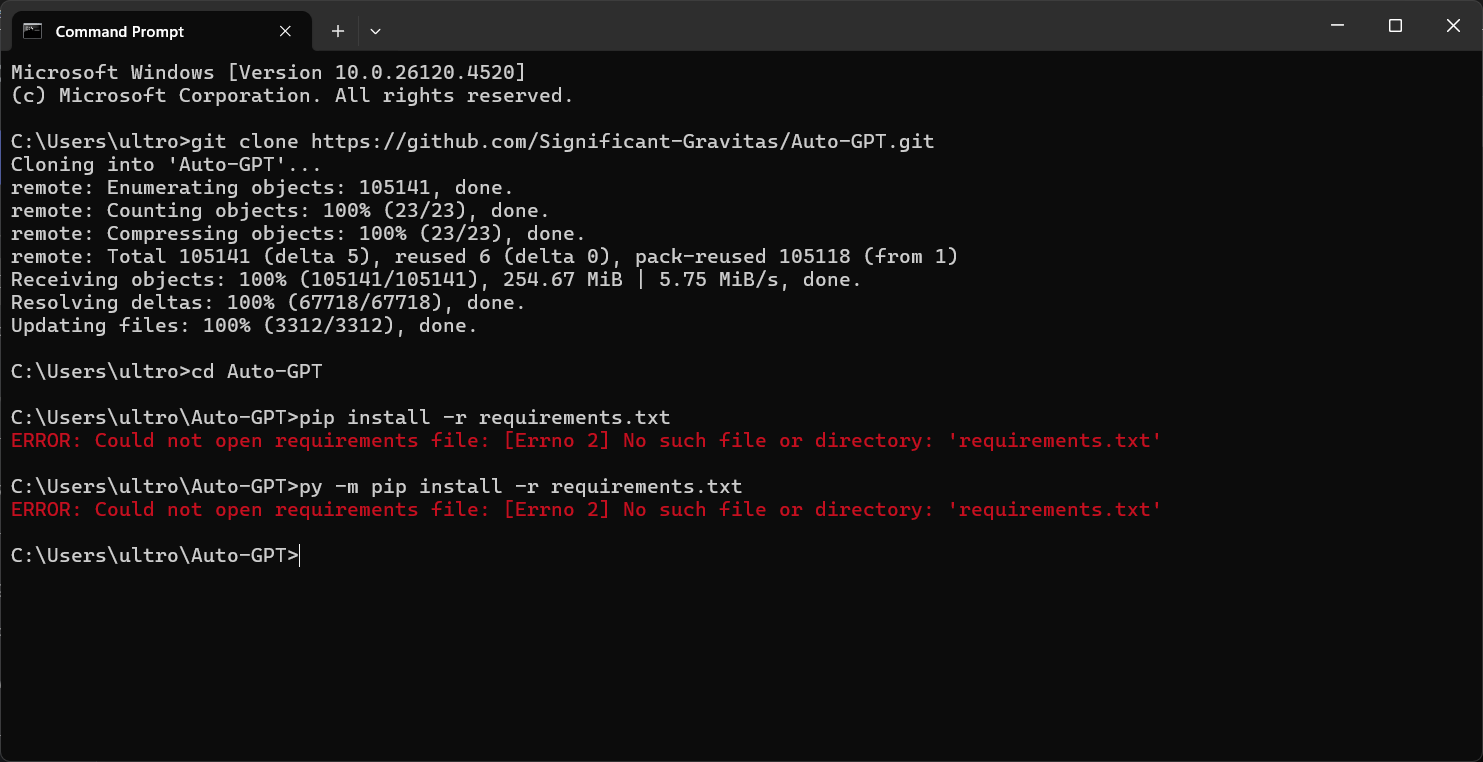 Command Prompt
Microsoft Windows [Version 10.0.26120.4520]
(c) Microsoft Corporation. All rights reserved.
C:\Users\ultro>git clone https://github.com/Significant-Gravitas/Auto-GPT.git
Cloning into 'Auto-GPT'...
remote: Enumerating objects: 105141, done.
remote: Counting objects: 100% (23/23), done.
remote: Compressing objects: 100% (23/23), done.
remote: Total 105141 (delta 5), reused 6 (delta 0), pack-reused 105118 (from 1)
Receiving objects: 100% (105141/105141), 254.67 MiB | 5.75 MiB/s, done.
Resolving deltas: 100% (67718/67718), done.
Updating files: 100% (3312/3312), done.
C:\Users\ultro>cd Auto-GPT
C:\Users\ultro\Auto-GPT>pip install -r requirements.txt
ERROR: Could not open requirements file: [Errno 2] No such file or directory: 'requirements.txt'
C:\Users\ultro\Auto-GPT>py -m pip install -r requirements.txt
ERROR: Could not open requirements file: [Errno 2] No such file or directory: 'requirements.txt'
C:\Users\ultro\Auto-GPT>